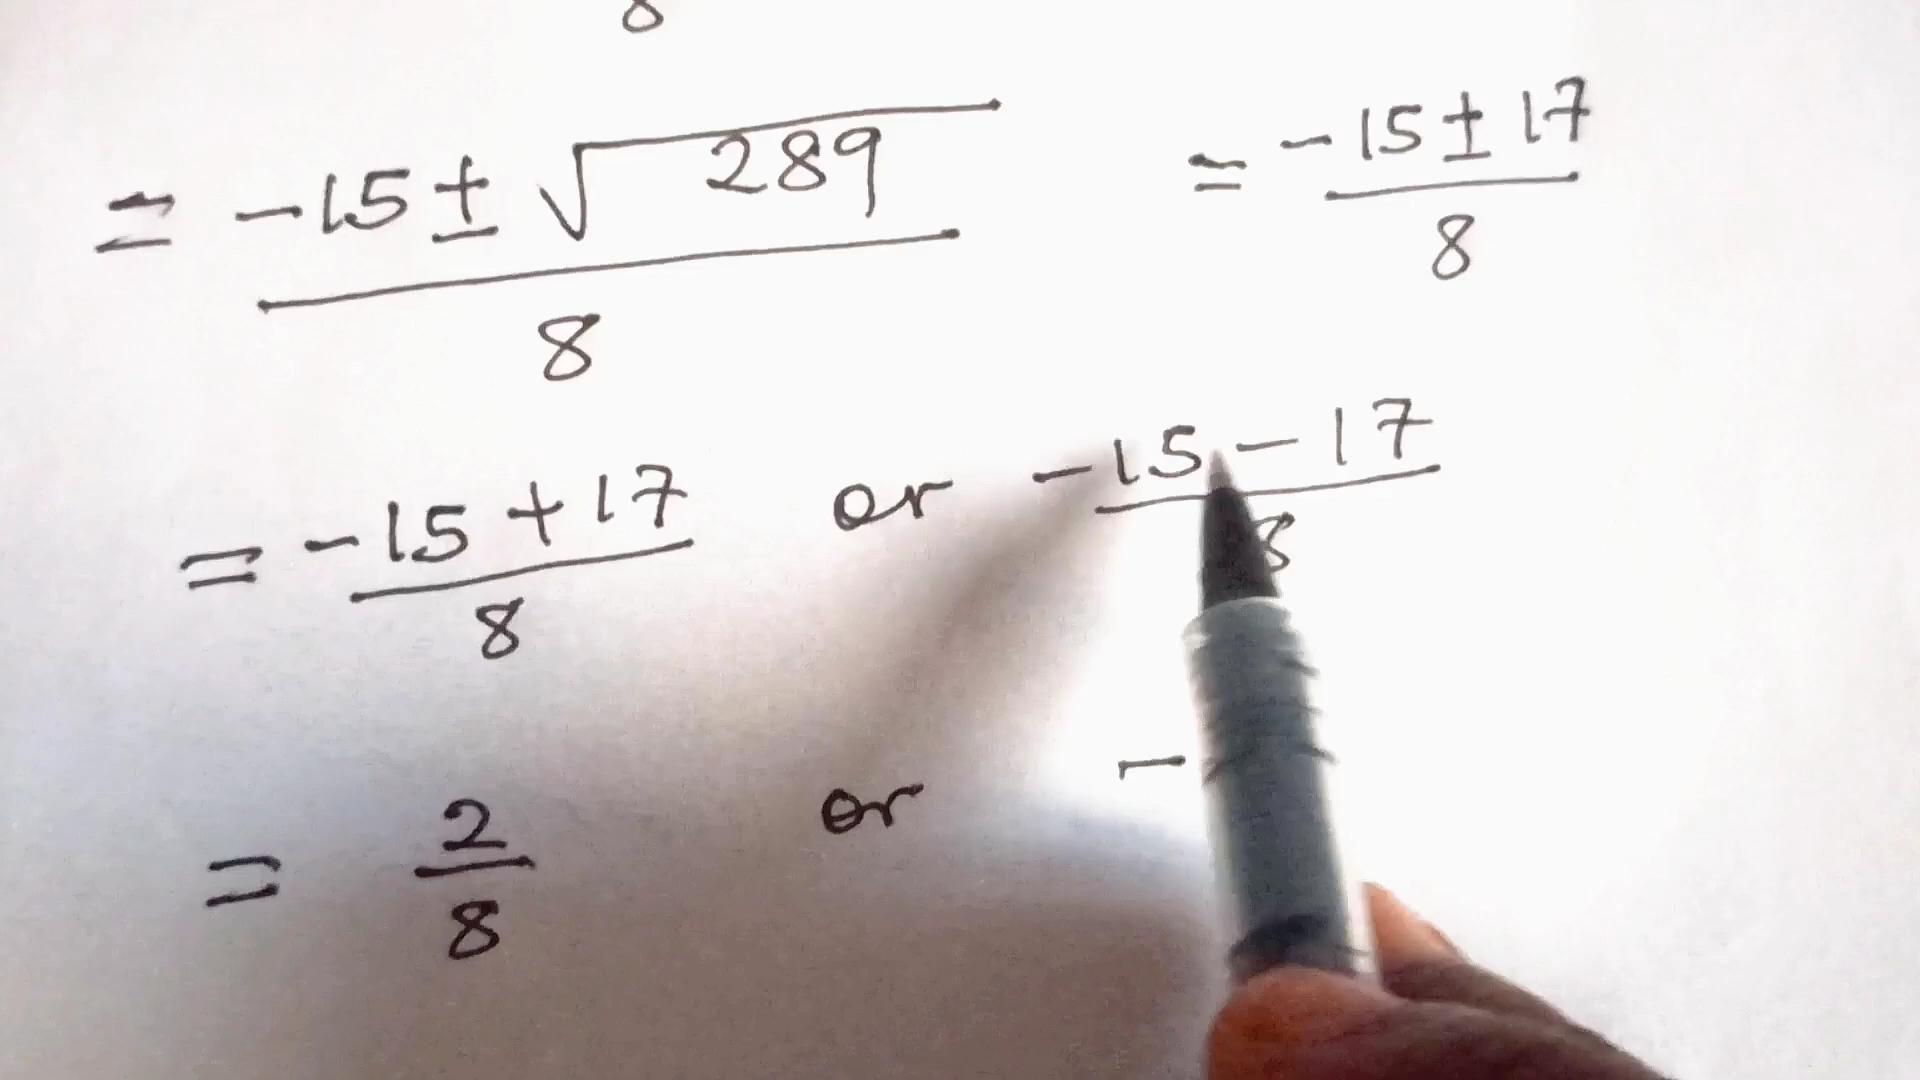 8
= -15 ± √289 / 8 = -15 ± 17 / 8
= -15 + 17 / 8 or -15 - 17 / 8
= 2 / 8 or -